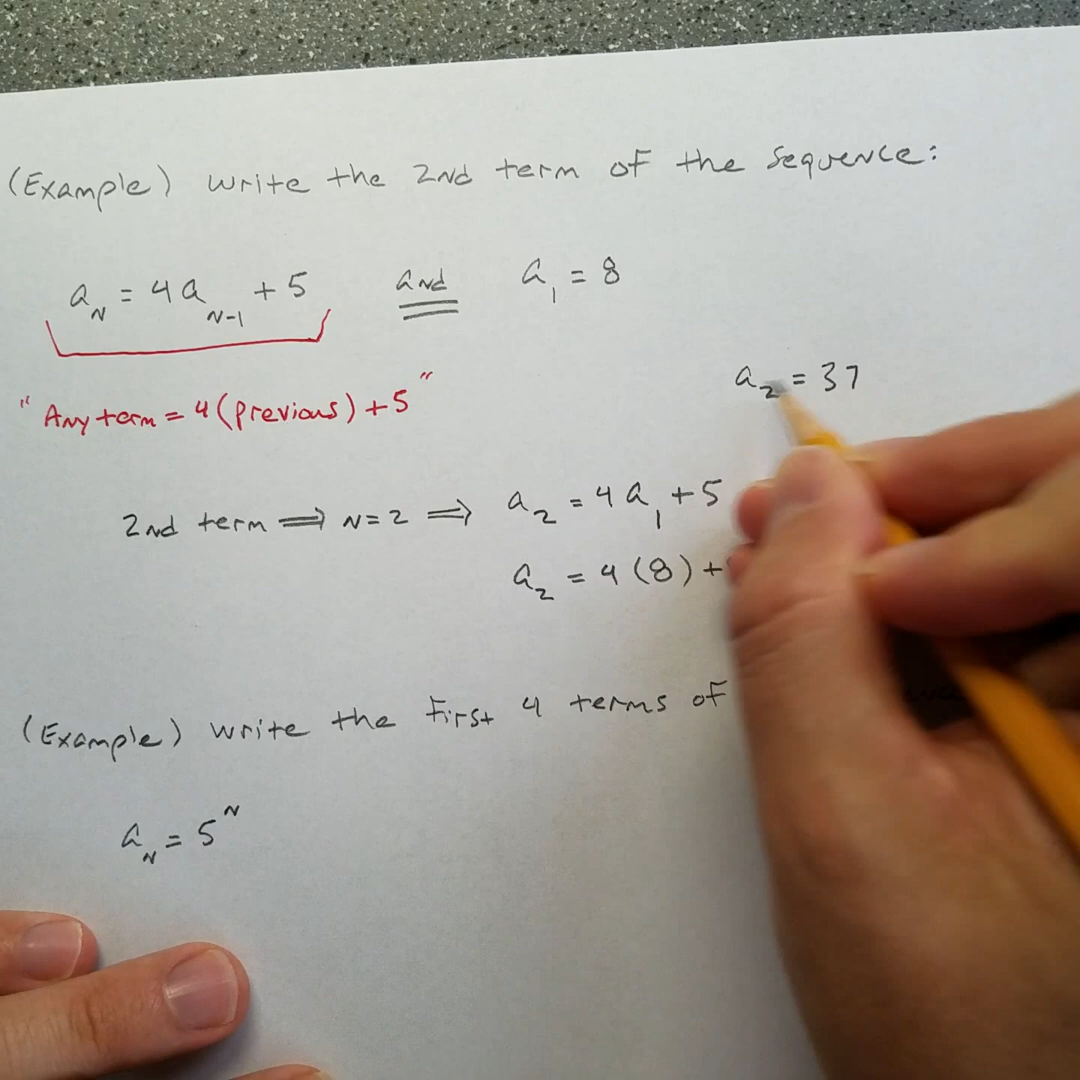 (Example) write the 2nd term of the sequence:
a_N = 4a_{N-1} + 5 and a_1 = 8
a_2 = 37
"Any term = 4(previous) + 5"
2nd term ⟹ N=2 ⟹ a_2 = 4a_1 + 5
a_2 = 4(8) +
(Example) write the first 4 terms of
a_N = 5^N